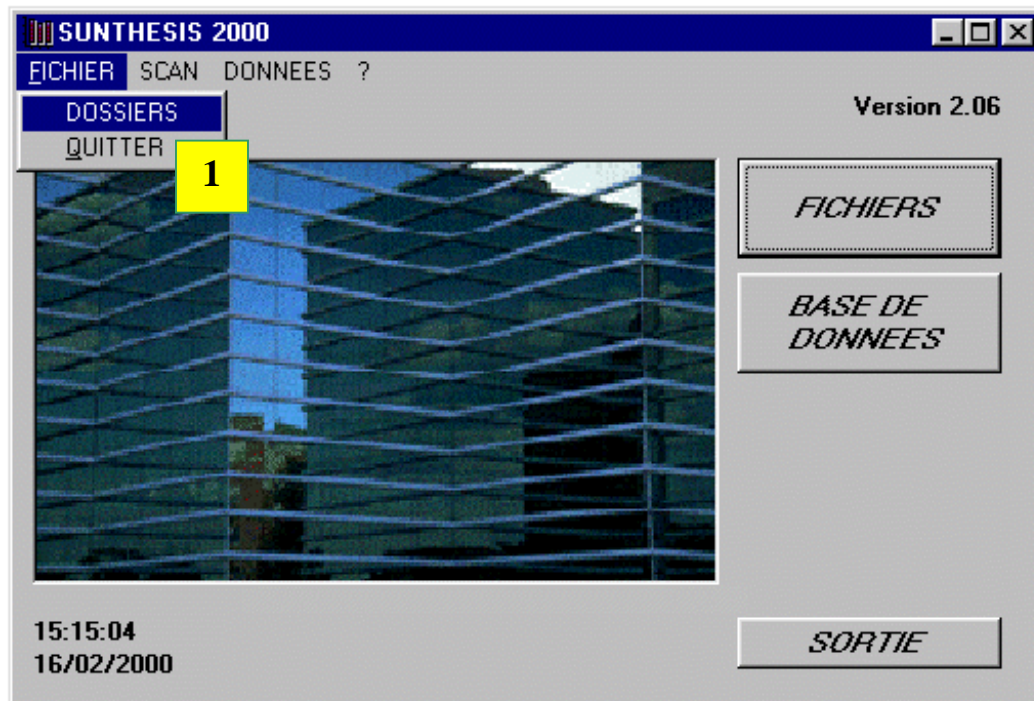 SUNTHESIS 2000
FICHIER SCAN DONNEES ?
DOSSIERS
QUITTER
1
Version 2.06
FICHIERS
BASE DE
DONNEES
15:15:04
16/02/2000
SORTIE